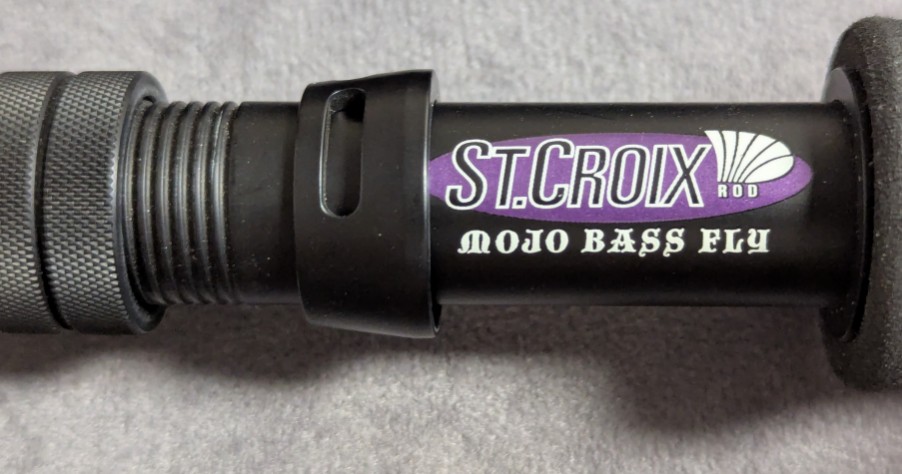 ST.CROIX
ROD
MOJO BASS FLY